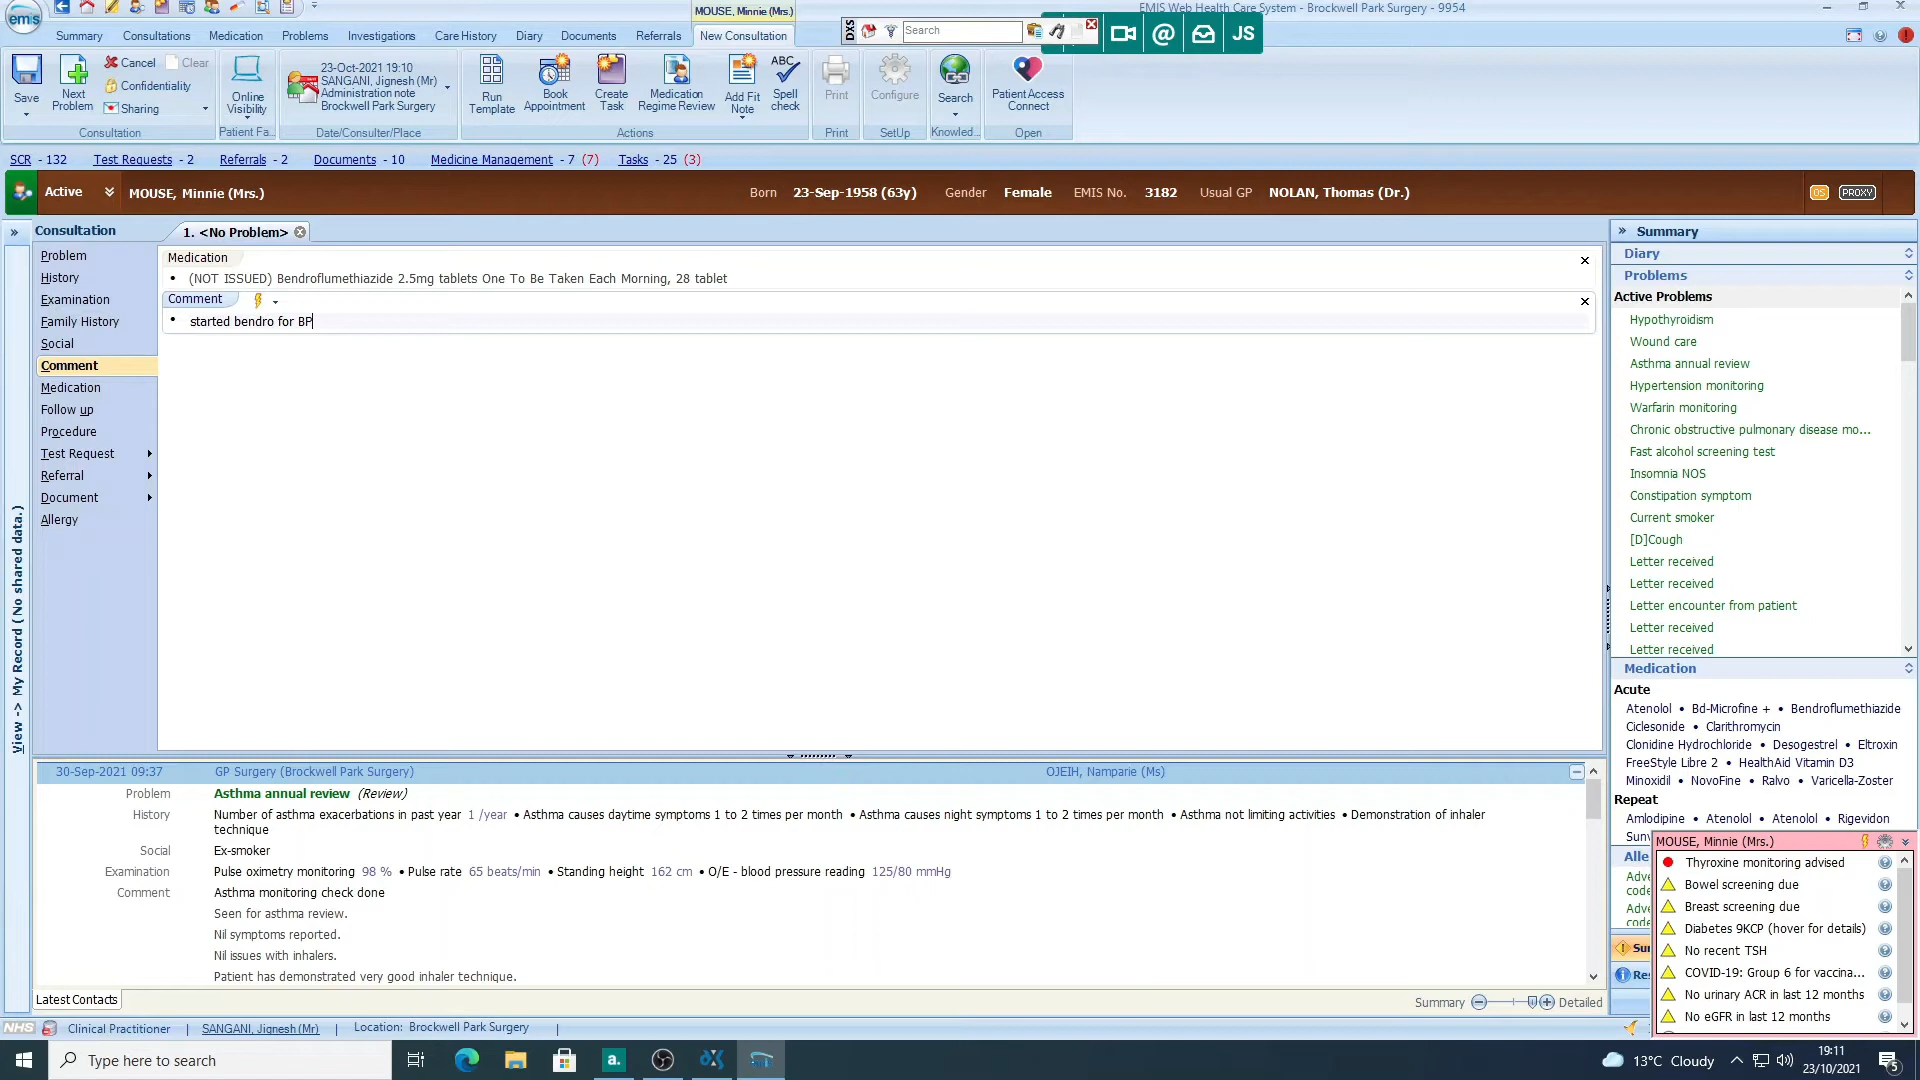 emis
MOUSE, Minnie (Mrs.)
EMIS Web Health Care System - Brockwell Park Surgery - 9954
Summary Consultations Medication Problems Investigations Care History Diary Documents Referrals New Consultation
DXS Search @ JS
Save
Next Problem
Cancel Clear
Confidentiality
Sharing
Consultation
Online Visibility
Patient Fa...
23-Oct-2021 19:10
SANGANI, Jignesh (Mr)
Administration note
Brockwell Park Surgery
Date/Consulter/Place
Run Template
Book Appointment
Create Task
Medication Regime Review
Add Fit Note
ABC
Spell check
Actions
Print
Print
Configure
SetUp
Search
Knowled...
Patient Access Connect
Open
SCR - 132 Test Requests - 2 Referrals - 2 Documents - 10 Medicine Management - 7 (7) Tasks - 25 (3)
Active MOUSE, Minnie (Mrs.) Born 23-Sep-1958 (63y) Gender Female EMIS No. 3182 Usual GP NOLAN, Thomas (Dr.) OS PROXY
View -> My Record (No shared data.)
Consultation
Problem
History
Examination
Family History
Social
Comment
Medication
Follow up
Procedure
Test Request
Referral
Document
Allergy
1. <No Problem>
Medication
• (NOT ISSUED) Bendroflumethiazide 2.5mg tablets One To Be Taken Each Morning, 28 tablet
Comment
• started bendro for BP
Summary
Diary
Problems
Active Problems
Hypothyroidism
Wound care
Asthma annual review
Hypertension monitoring
Warfarin monitoring
Chronic obstructive pulmonary disease mo...
Fast alcohol screening test
Insomnia NOS
Constipation symptom
Current smoker
[D]Cough
Letter received
Letter received
Letter encounter from patient
Letter received
Letter received
Medication
Acute
Atenolol • Bd-Microfine + • Bendroflumethiazide
Ciclesonide • Clarithromycin
Clonidine Hydrochloride • Desogestrel • Eltroxin
FreeStyle Libre 2 • HealthAid Vitamin D3
Minoxidil • NovoFine • Ralvo • Varicella-Zoster
Repeat
Amlodipine • Atenolol • Atenolol • Rigevidon
Sunv
Alle
Adve
code
Adve
code
Sur
Res
MOUSE, Minnie (Mrs.)
Thyroxine monitoring advised
Bowel screening due
Breast screening due
Diabetes 9KCP (hover for details)
No recent TSH
COVID-19: Group 6 for vaccina...
No urinary ACR in last 12 months
No eGFR in last 12 months
30-Sep-2021 09:37 GP Surgery (Brockwell Park Surgery) OJEIH, Namparie (Ms)
Problem Asthma annual review (Review)
History Number of asthma exacerbations in past year 1 /year • Asthma causes daytime symptoms 1 to 2 times per month • Asthma causes night symptoms 1 to 2 times per month • Asthma not limiting activities • Demonstration of inhaler
technique
Social Ex-smoker
Examination Pulse oximetry monitoring 98 % • Pulse rate 65 beats/min • Standing height 162 cm • O/E - blood pressure reading 125/80 mmHg
Comment Asthma monitoring check done
Seen for asthma review.
Nil symptoms reported.
Nil issues with inhalers.
Patient has demonstrated very good inhaler technique.
Latest Contacts
Summary Detailed
NHS Clinical Practitioner | SANGANI, Jignesh (Mr) | Location: Brockwell Park Surgery |
Type here to search
a.
13°C Cloudy
19:11
23/10/2021
5